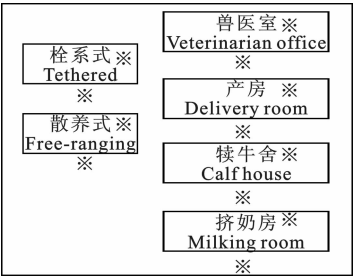 栓系式※
Tethered
※
散养式※
Free-ranging
※
兽医室※
Veterinarian office
※
产房 ※
Delivery room
※
犊牛舍※
Calf house
※
挤奶房※
Milking room
※